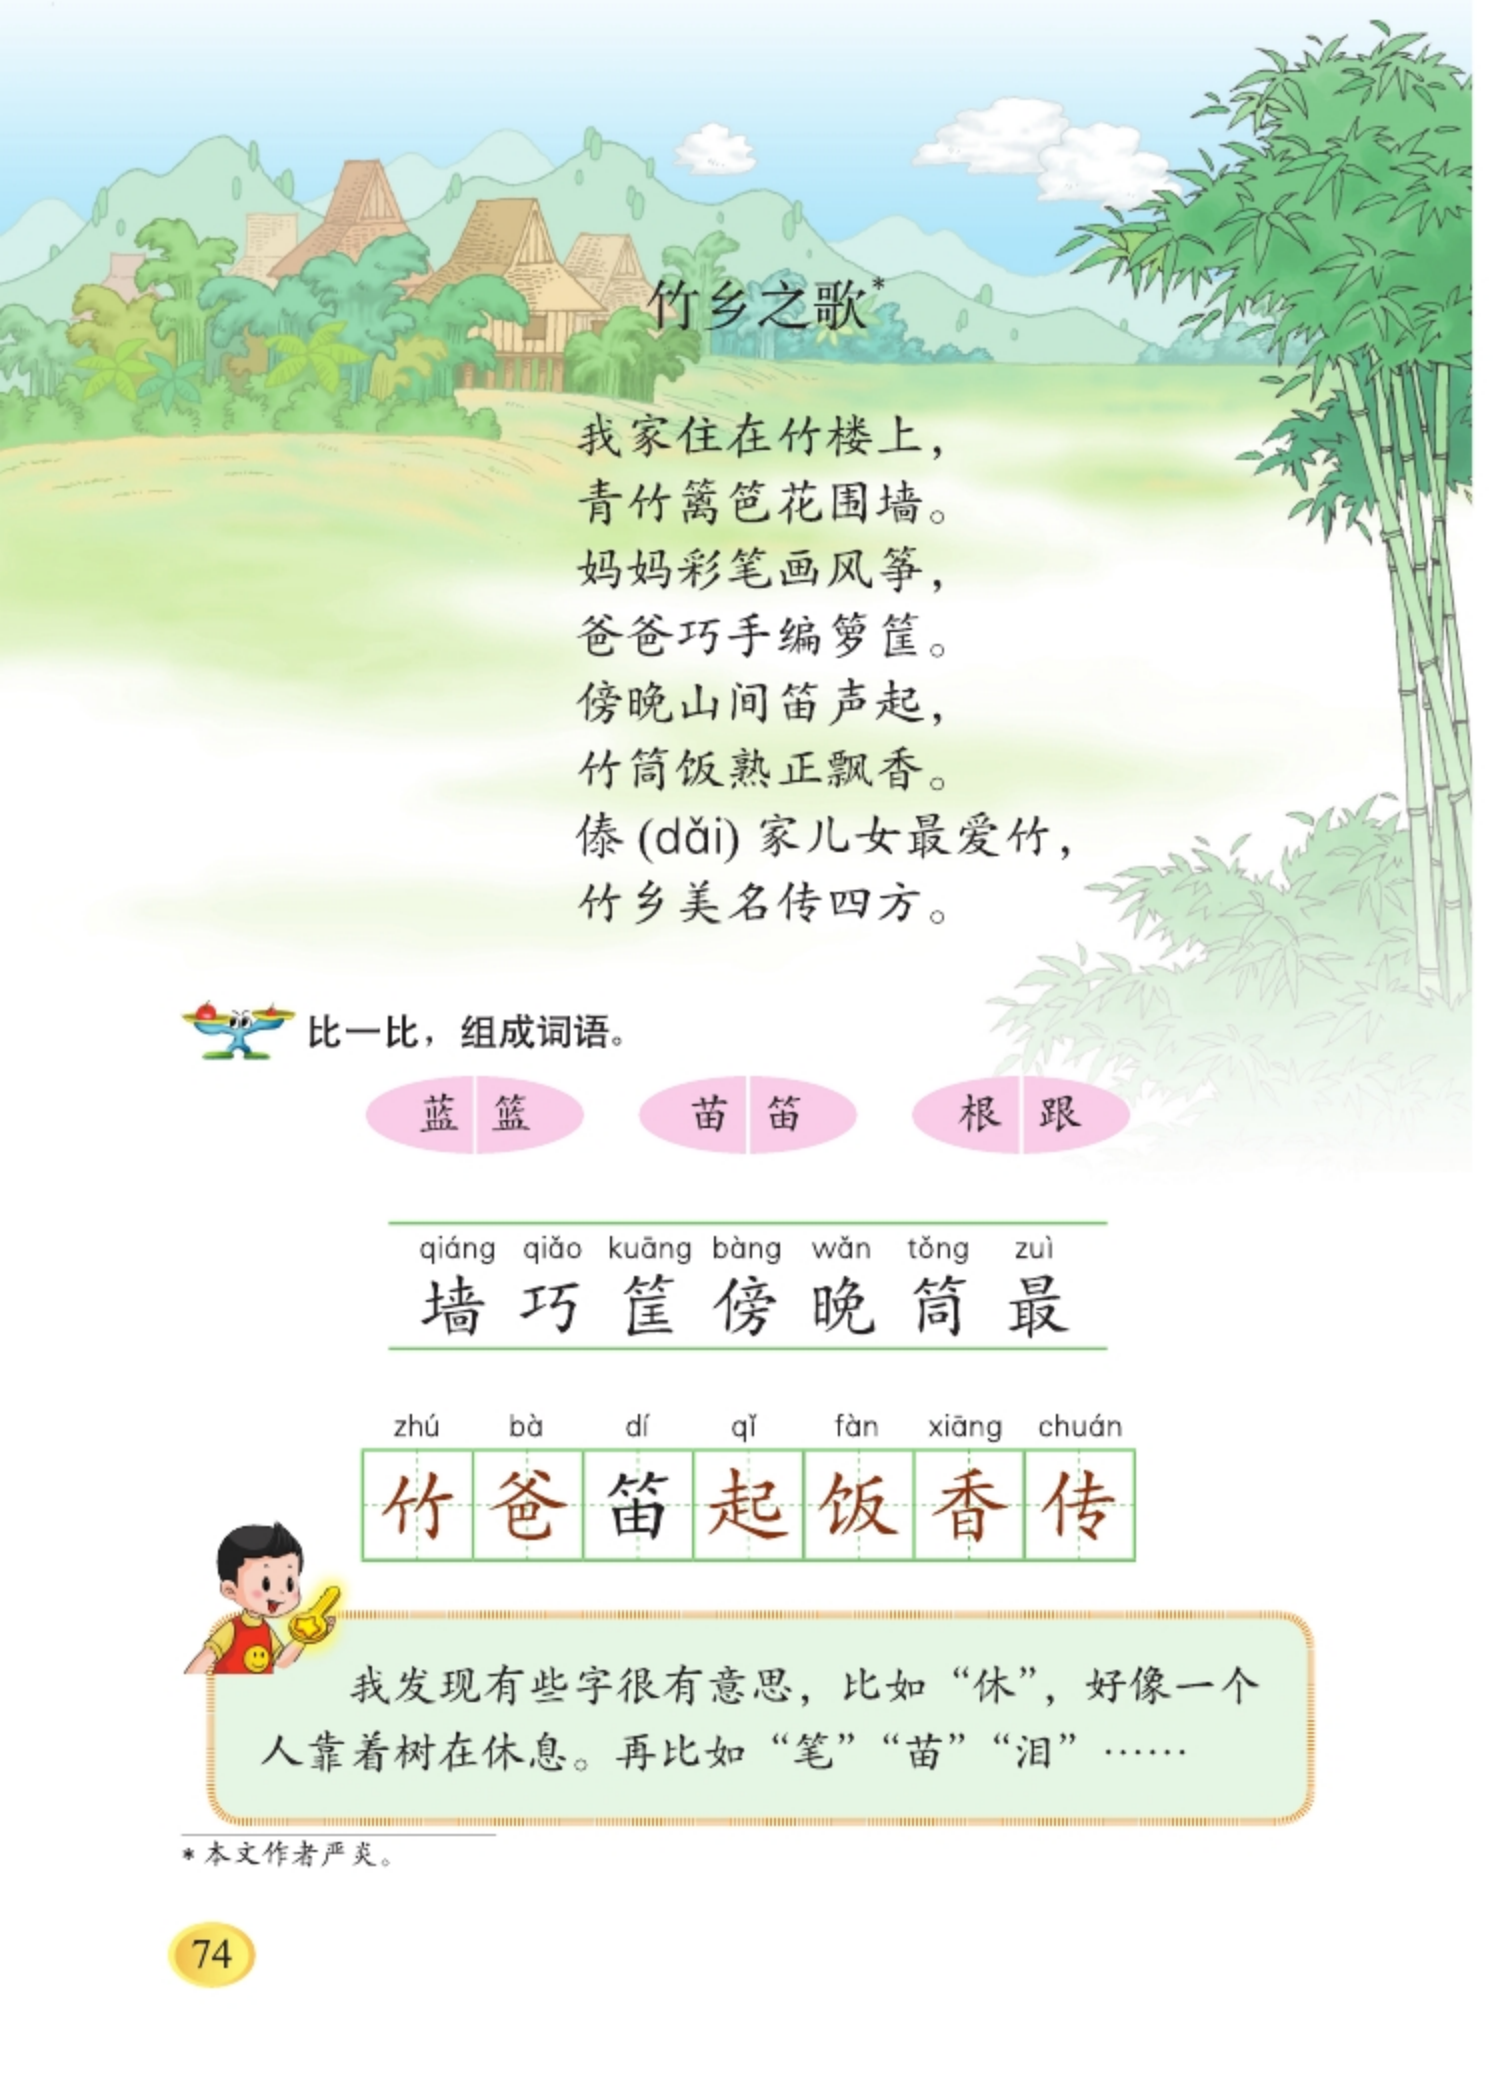 竹乡之歌*
我家住在竹楼上，
青竹篱笆花围墙。
妈妈彩笔画风筝，
爸爸巧手编箩筐。
傍晚山间笛声起，
竹筒饭熟正飘香。
傣 (dǎi) 家儿女最爱竹，
竹乡美名传四方。
比一比，组成词语。
蓝 篮 苗 笛 根 跟
qiáng qiǎo kuāng bàng wǎn tǒng zuì
墙 巧 筐 傍 晚 筒 最
zhú bà dí qǐ fàn xiāng chuán
竹 爸 笛 起 饭 香 传
我发现有些字很有意思，比如“休”，好像一个
人靠着树在休息。再比如“笔”“苗”“泪”……
* 本文作者严炎。
74